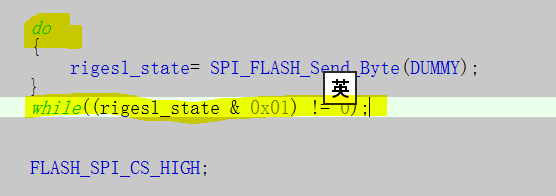 do
{
rigesl_state= SPI_FLASH_Send_Byte(DUMMY);
}
英
while((rigesl_state & 0x01) != 0);
FLASH_SPI_CS_HIGH;